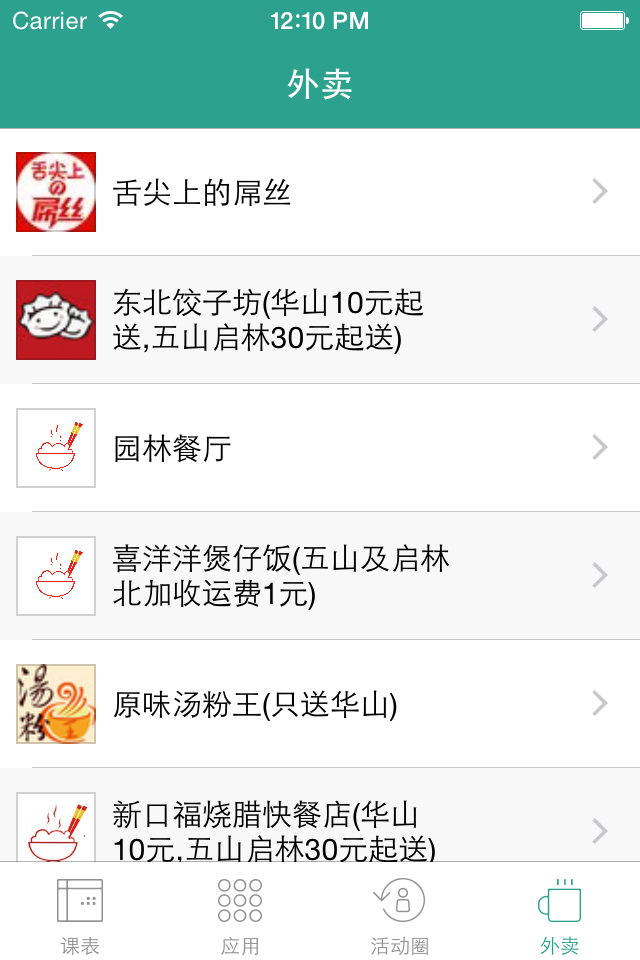 Carrier 12:10 PM
外卖
舌尖上
の
屌丝
舌尖上的屌丝
东北饺子坊(华山10元起
送,五山启林30元起送)
园林餐厅
喜洋洋煲仔饭(五山及启林
北加收运费1元)
湯
粉
原味汤粉王(只送华山)
新口福烧腊快餐店(华山
10元,五山启林30元起送)
课表 应用 活动圈 外卖